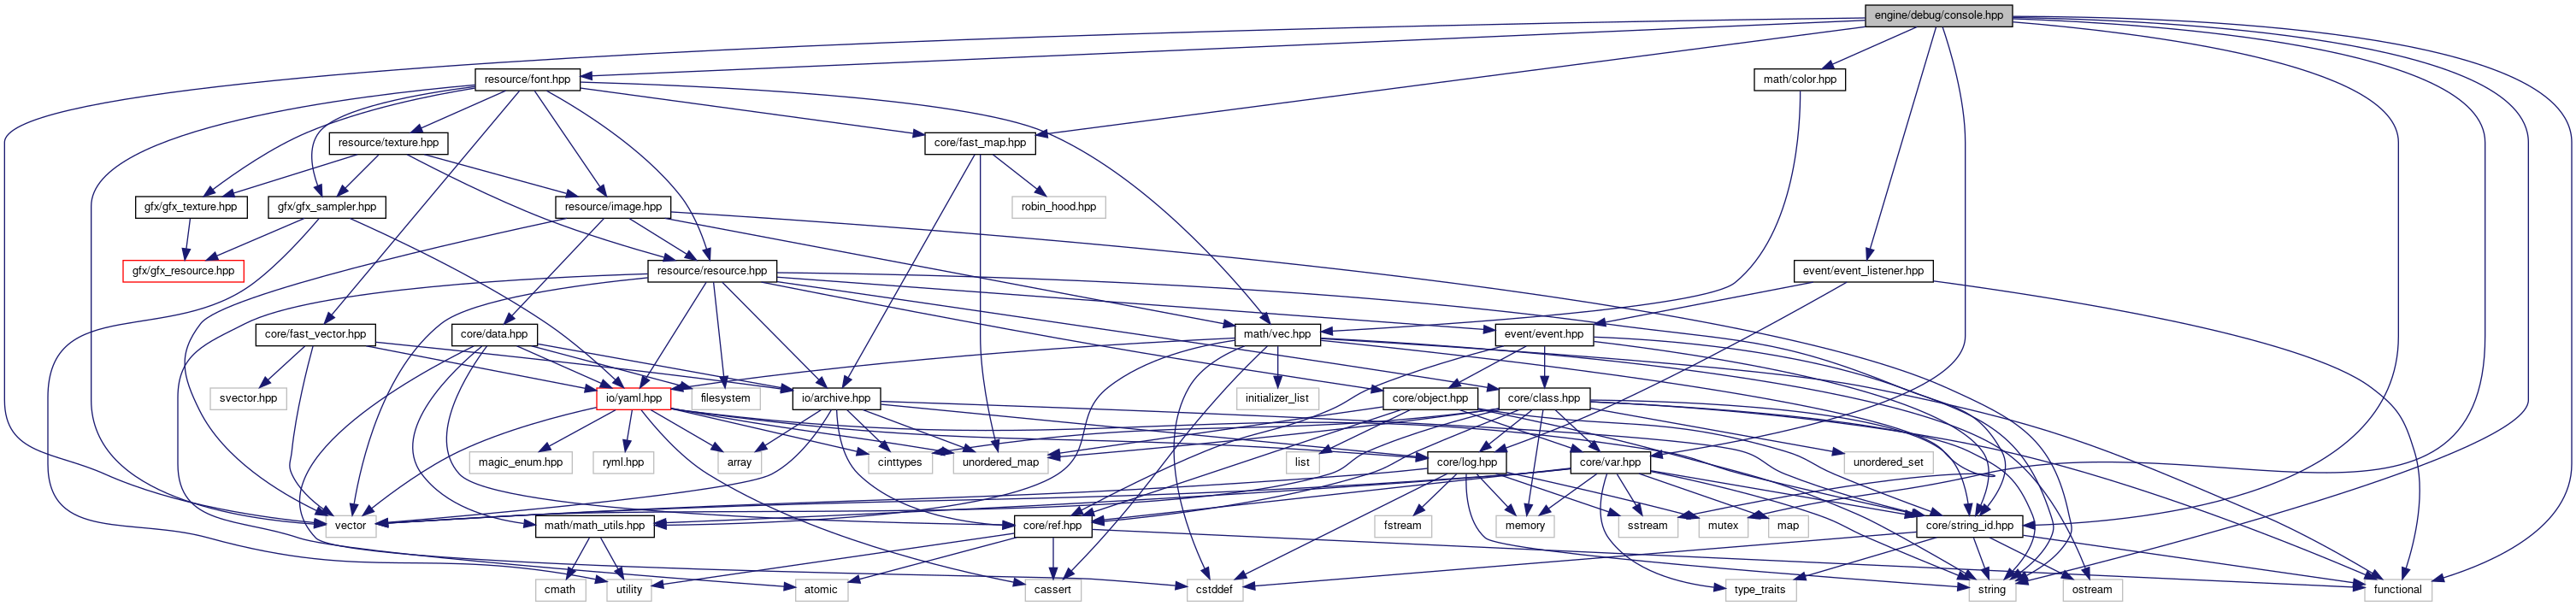 engine/debug/console.hpp
resource/font.hpp
math/color.hpp
resource/texture.hpp
core/fast_map.hpp
gfx/gfx_texture.hpp
gfx/gfx_sampler.hpp
resource/image.hpp
robin_hood.hpp
gfx/gfx_resource.hpp
resource/resource.hpp
event/event_listener.hpp
core/fast_vector.hpp
core/data.hpp
math/vec.hpp
event/event.hpp
svector.hpp
io/yaml.hpp
filesystem
io/archive.hpp
initializer_list
core/object.hpp
core/class.hpp
magic_enum.hpp
ryml.hpp
array
cinttypes
unordered_map
list
core/log.hpp
core/var.hpp
unordered_set
vector
math/math_utils.hpp
core/ref.hpp
fstream
memory
sstream
mutex
map
core/string_id.hpp
cmath
utility
atomic
cassert
cstddef
type_traits
string
ostream
functional